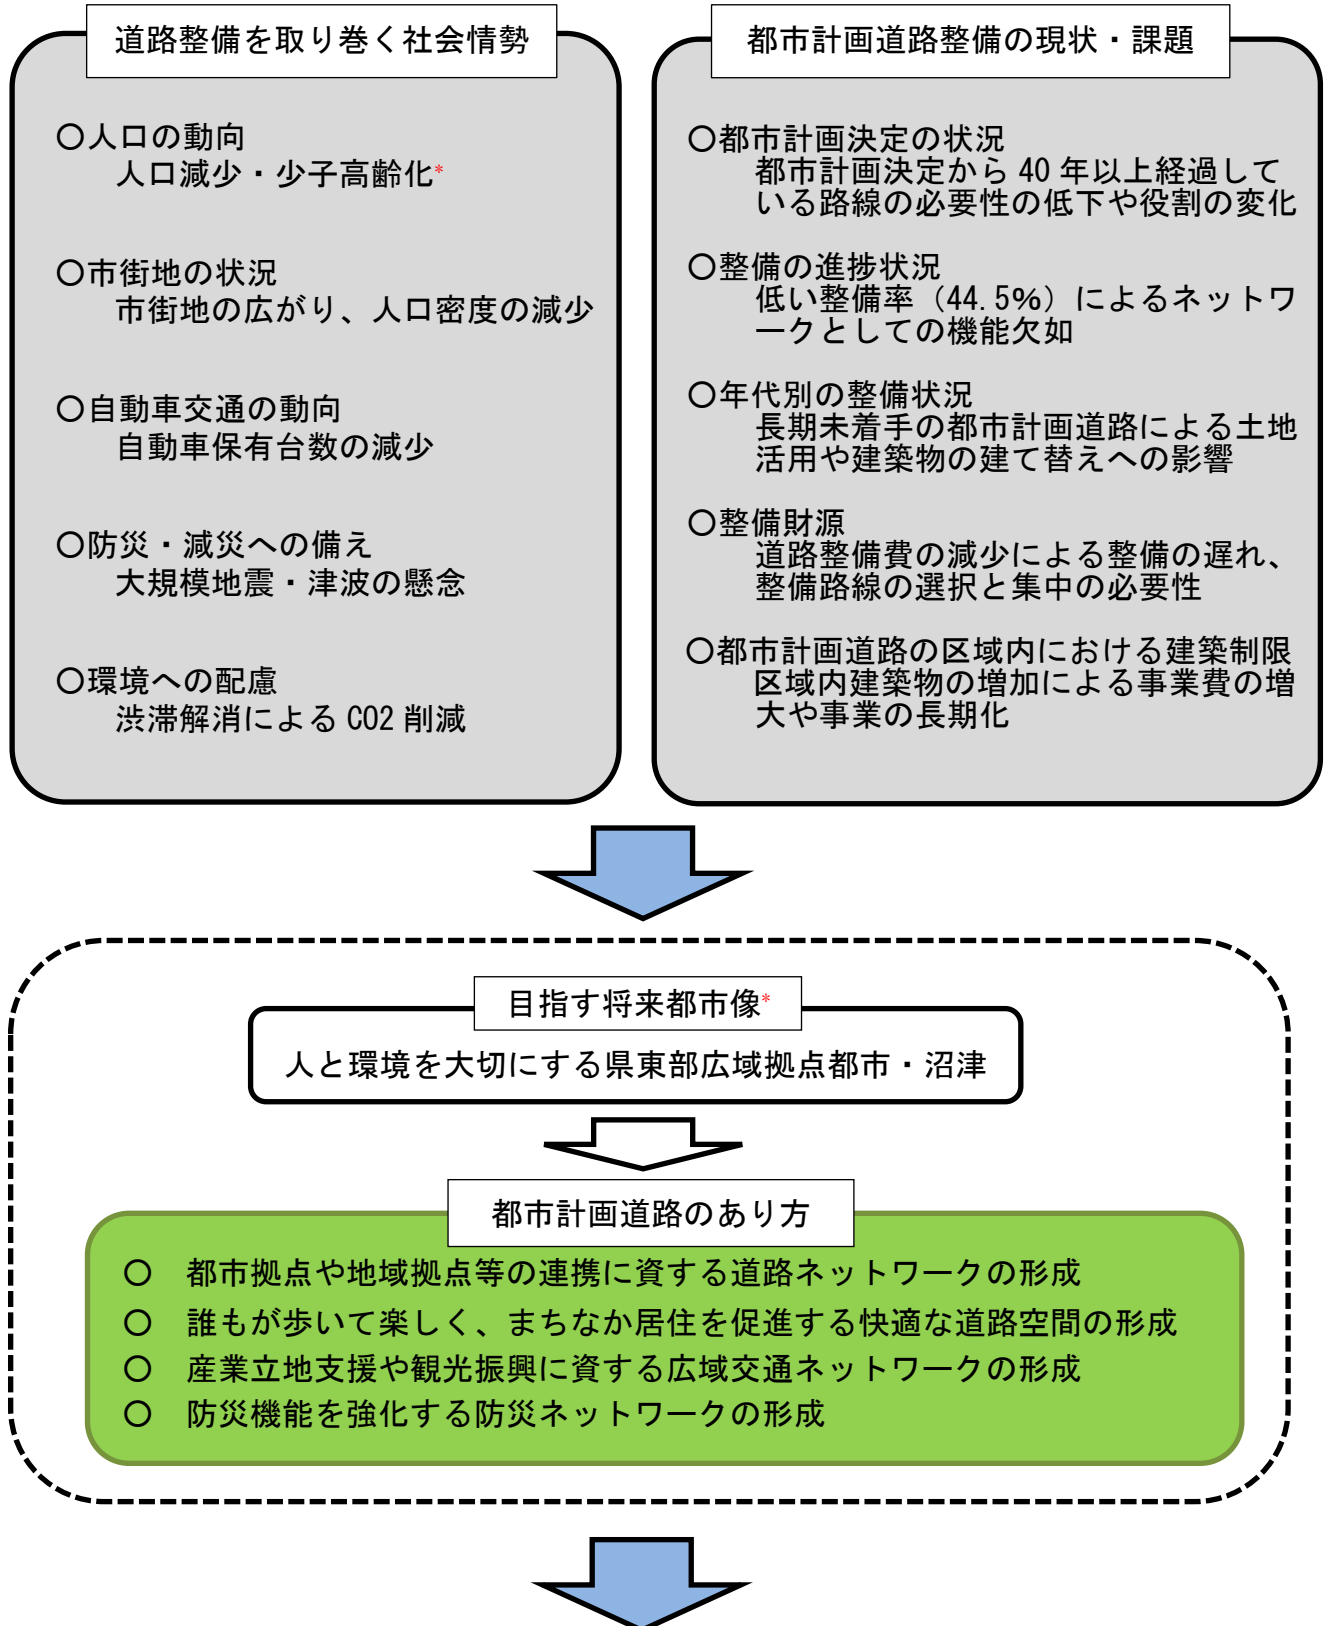 道路整備を取り巻く社会情勢
〇人口の動向
人口減少・少子高齢化*
〇市街地の状況
市街地の広がり、人口密度の減少
〇自動車交通の動向
自動車保有台数の減少
〇防災・減災への備え
大規模地震・津波の懸念
〇環境への配慮
渋滞解消による CO2 削減
都市計画道路整備の現状・課題
〇都市計画決定の状況
都市計画決定から 40 年以上経過して
いる路線の必要性の低下や役割の変化
〇整備の進捗状況
低い整備率（44.5%）によるネットワ
ークとしての機能欠如
〇年代別の整備状況
長期未着手の都市計画道路による土地
活用や建築物の建て替えへの影響
〇整備財源
道路整備費の減少による整備の遅れ、
整備路線の選択と集中の必要性
〇都市計画道路の区域内における建築制限
区域内建築物の増加による事業費の増
大や事業の長期化
目指す将来都市像*
人と環境を大切にする県東部広域拠点都市・沼津
都市計画道路のあり方
〇　都市拠点や地域拠点等の連携に資する道路ネットワークの形成
〇　誰もが歩いて楽しく、まちなか居住を促進する快適な道路空間の形成
〇　産業立地支援や観光振興に資する広域交通ネットワークの形成
〇　防災機能を強化する防災ネットワークの形成